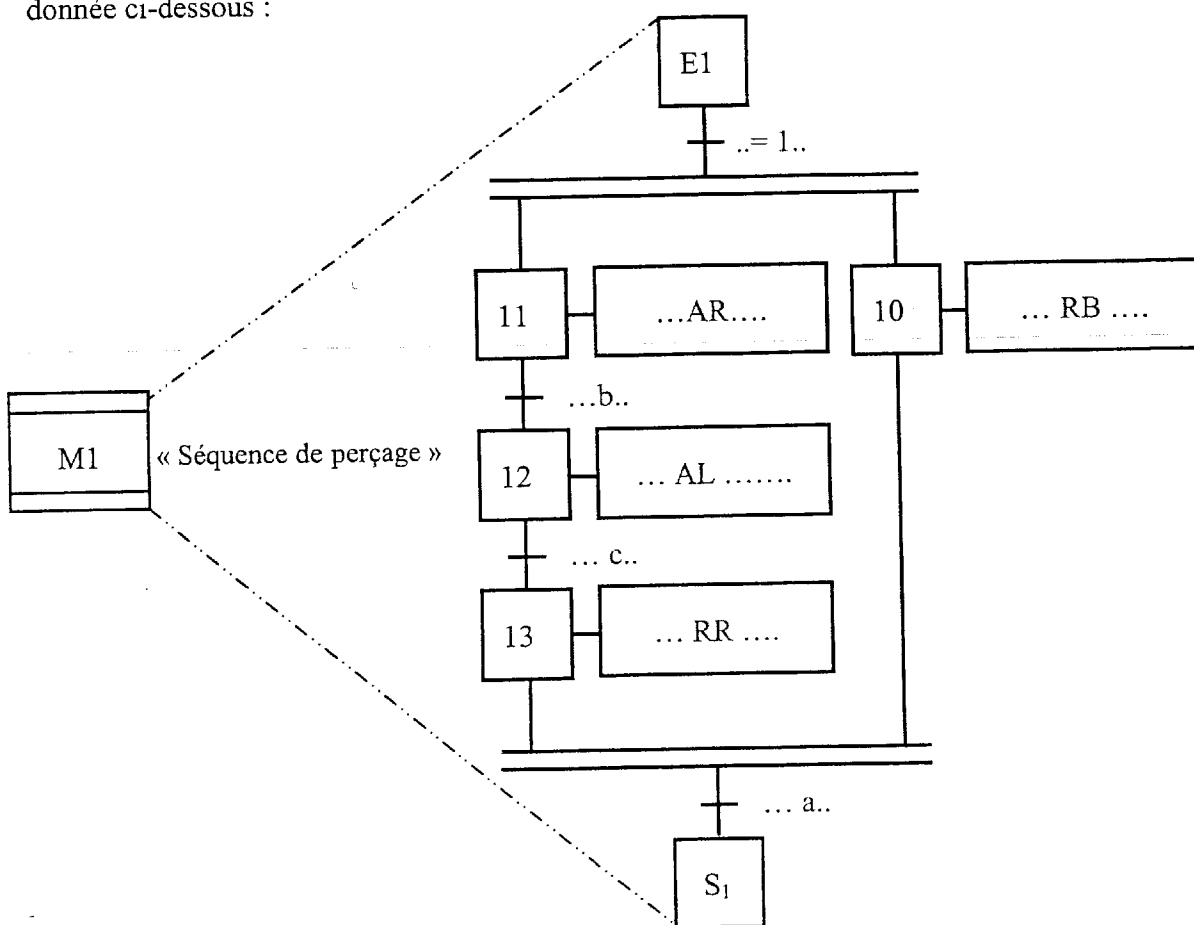 donnée ci-dessous :
E1
..= 1..
11
...AR....
10
... RB ....
...b..
M1
« Séquence de perçage »
12
... AL .......
... c..
13
... RR ....
... a..
S₁